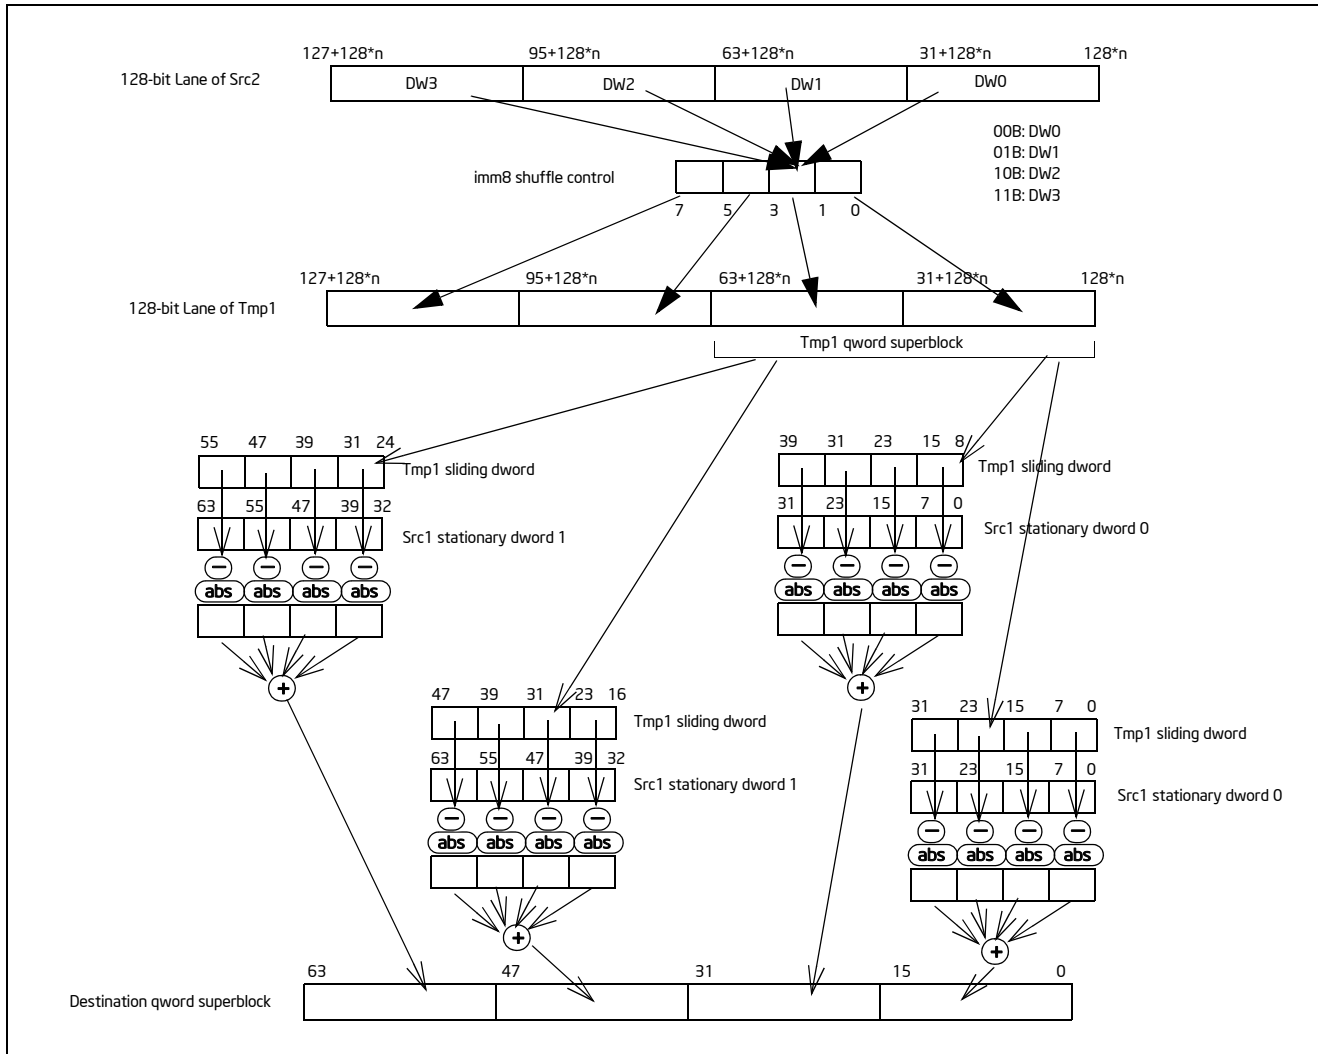 127+128*n 95+128*n 63+128*n 31+128*n 128*n
128-bit Lane of Src2 DW3 DW2 DW1 DW0
00B: DW0
01B: DW1
10B: DW2
11B: DW3
imm8 shuffle control
7 5 3 1 0
127+128*n 95+128*n 63+128*n 31+128*n 128*n
128-bit Lane of Tmp1
Tmp1 qword superblock
55 47 39 31 24
Tmp1 sliding dword
63 55 47 39 32
Src1 stationary dword 1
− − − −
abs abs abs abs
+
39 31 23 15 8
Tmp1 sliding dword
31 23 15 7 0
Src1 stationary dword 0
− − − −
abs abs abs abs
+
47 39 31 23 16
Tmp1 sliding dword
63 55 47 39 32
Src1 stationary dword 1
− − − −
abs abs abs abs
+
31 23 15 7 0
Tmp1 sliding dword
31 23 15 7 0
Src1 stationary dword 0
− − − −
abs abs abs abs
+
63 47 31 15 0
Destination qword superblock